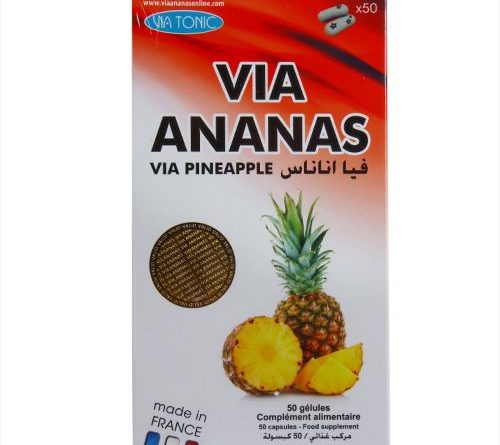 www.viaananasonline.com
VIA TONIC
x50
VIA
ANANAS
VIA PINEAPPLE فيا اناناس
50 gélules
Complément alimentaire
50 capsules - Food supplement
مركب غذائي / 50 كبسولة
made in
FRANCE